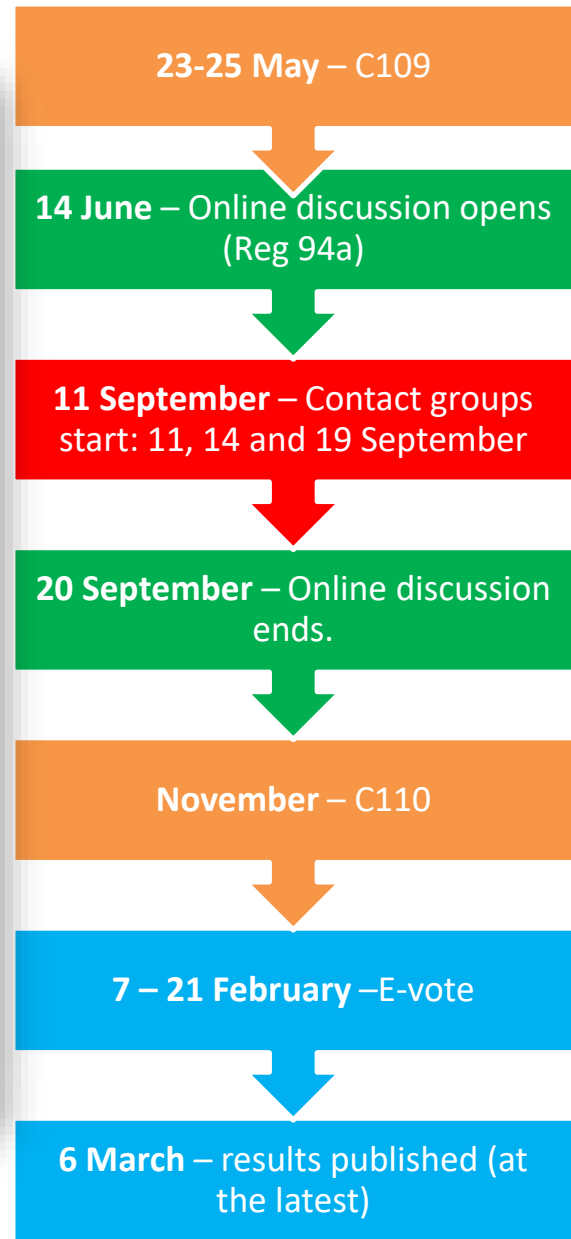 23-25 May – C109
14 June – Online discussion opens
(Reg 94a)
11 September – Contact groups
start: 11, 14 and 19 September
20 September – Online discussion
ends.
November – C110
7 – 21 February –E-vote
6 March – results published (at
the latest)